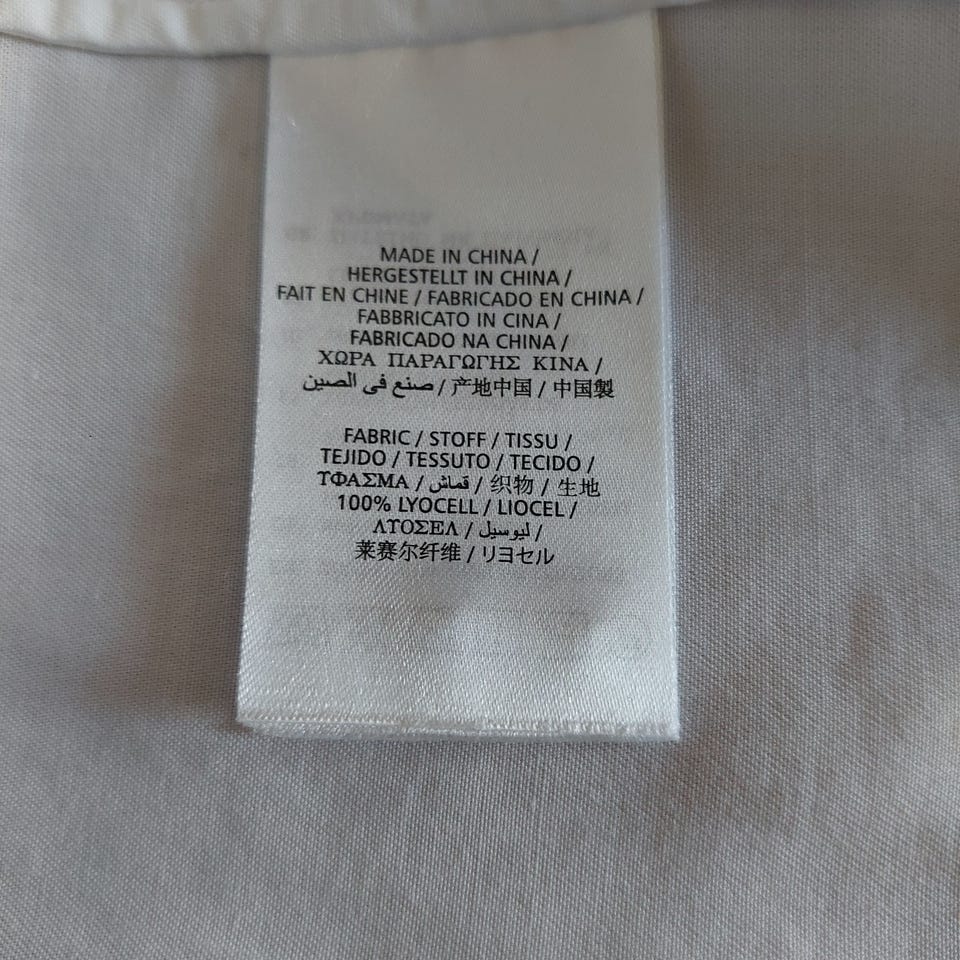 MADE IN CHINA /
HERGESTELLT IN CHINA /
FAIT EN CHINE / FABRICADO EN CHINA /
FABBRICATO IN CINA /
FABRICADO NA CHINA /
ΧΩΡΑ ΠΑΡΑΓΩΓΗΣ ΚΙΝΑ /
صنع فى الصين / 产地中国 / 中国製
FABRIC / STOFF / TISSU /
TEJIDO / TESSUTO / TECIDO /
ΎΦΑΣΜΑ / قماش / 织物 / 生地
100% LYOCELL / LIOCEL /
ΛΥΟΣΕΛ / ليوسيل /
莱赛尔纤维 / リヨセル